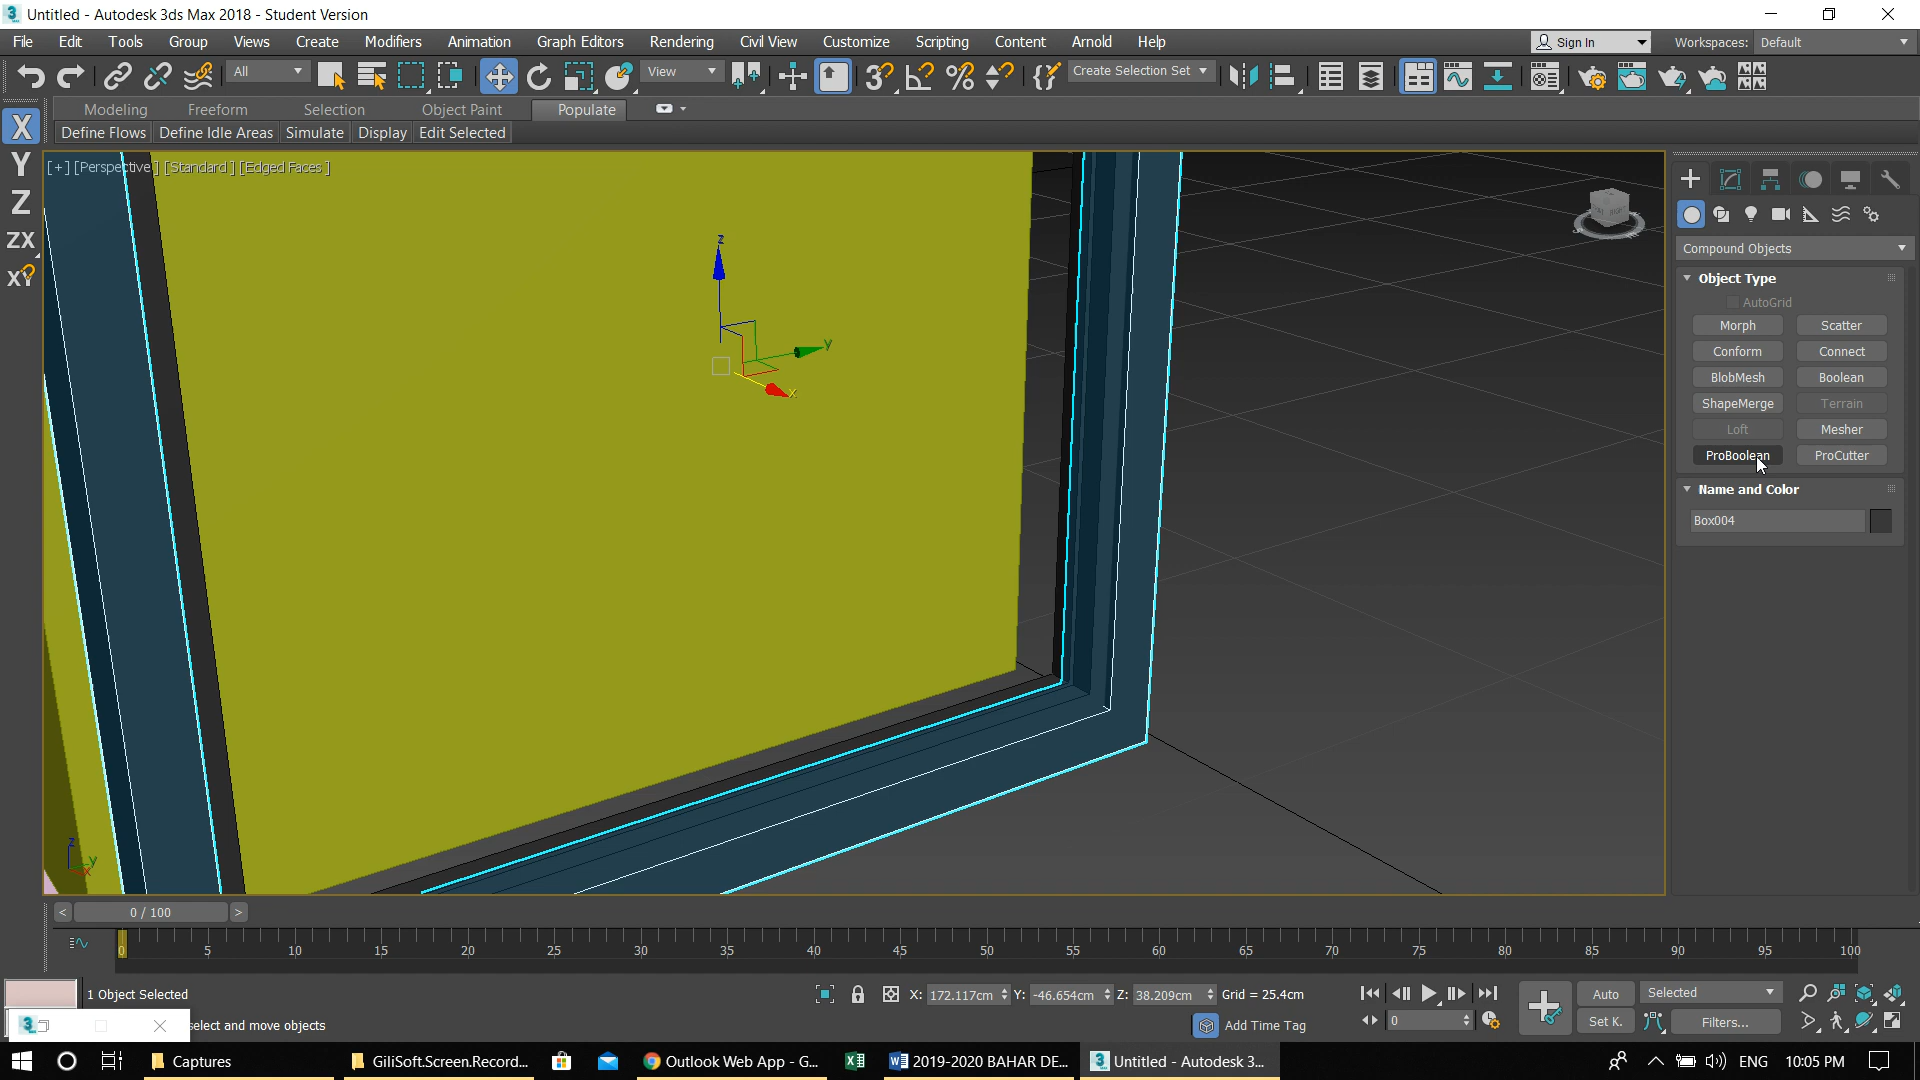 Untitled - Autodesk 3ds Max 2018 - Student Version
File Edit Tools Group Views Create Modifiers Animation Graph Editors Rendering Civil View Customize Scripting Content Arnold Help Sign In Workspaces: Default
All View Create Selection Set
Modeling Freeform Selection Object Paint Populate
Define Flows Define Idle Areas Simulate Display Edit Selected
X
Y
Z
ZX
XY
[+] [Perspective] [Standard] [Edged Faces]
z
y
x
Compound Objects
Object Type
AutoGrid
Morph Scatter
Conform Connect
BlobMesh Boolean
ShapeMerge Terrain
Loft Mesher
ProBoolean ProCutter
Name and Color
Box004
z
y
x
< 0 / 100 >
0 5 10 15 20 25 30 35 40 45 50 55 60 65 70 75 80 85 90 95 100
1 Object Selected X: 172.117cm Y: -46.654cm Z: 38.209cm Grid = 25.4cm Auto Selected
select and move objects Add Time Tag 0 Set K. Filters...
Captures GiliSoft.Screen.Record... Outlook Web App - G... 2019-2020 BAHAR DE... Untitled - Autodesk 3... ENG 10:05 PM